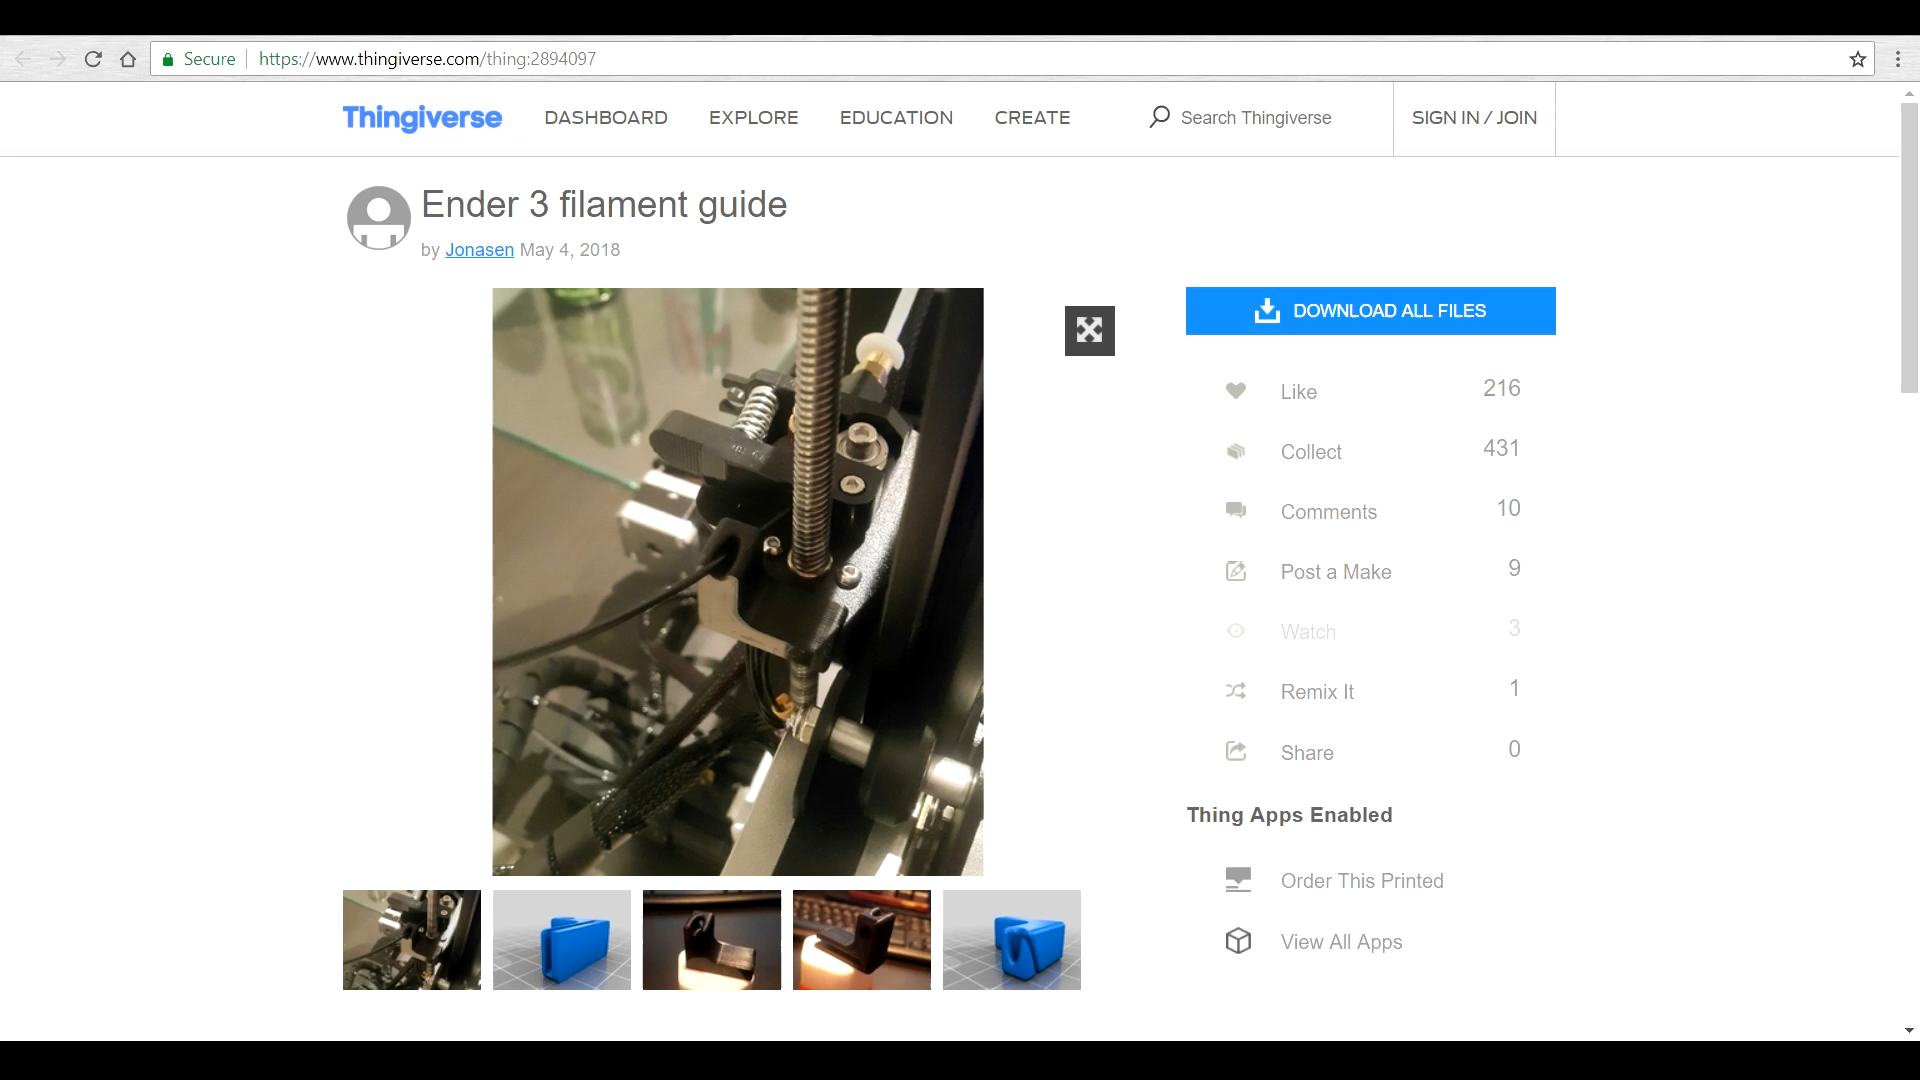 Secure https://www.thingiverse.com/thing:2894097
Thingiverse DASHBOARD EXPLORE EDUCATION CREATE Search Thingiverse SIGN IN / JOIN
Ender 3 filament guide
by Jonasen May 4, 2018
DOWNLOAD ALL FILES
Like 216
Collect 431
Comments 10
Post a Make 9
Watch 3
Remix It 1
Share 0
Thing Apps Enabled
Order This Printed
View All Apps